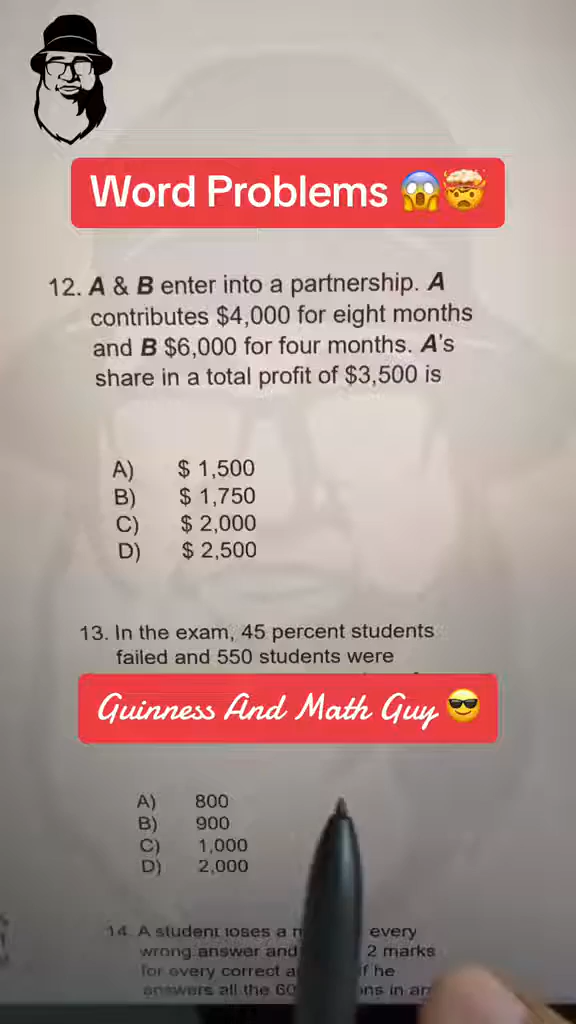 Word Problems 😱🤯
12. A & B enter into a partnership. A
contributes $4,000 for eight months
and B $6,000 for four months. A's
share in a total profit of $3,500 is
A) $ 1,500
B) $ 1,750
C) $ 2,000
D) $ 2,500
13. In the exam, 45 percent students
failed and 550 students were
Guinness And Math Guy 😎
A) 800
B) 900
C) 1,000
D) 2,000
14. A student loses a every
wrong answer and 2 marks
for every correct if he
answers all the 60 in